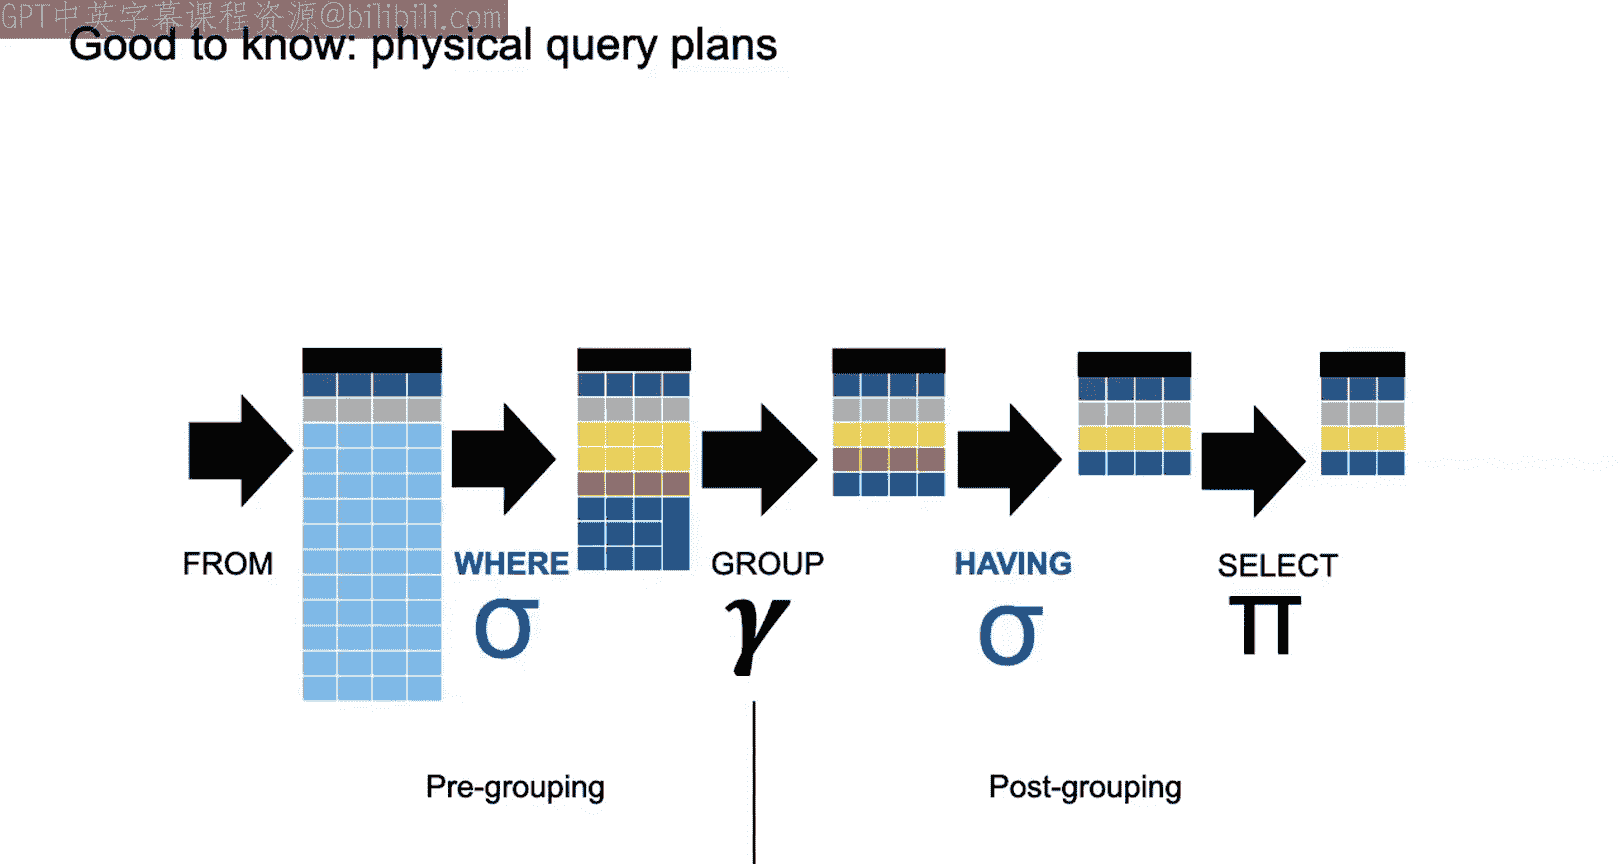 GPT中英字幕课程资源@bilibili.com
Good to know: physical query plans
FROM
WHERE
GROUP
HAVING
SELECT
σ
γ
σ
π
Pre-grouping
Post-grouping